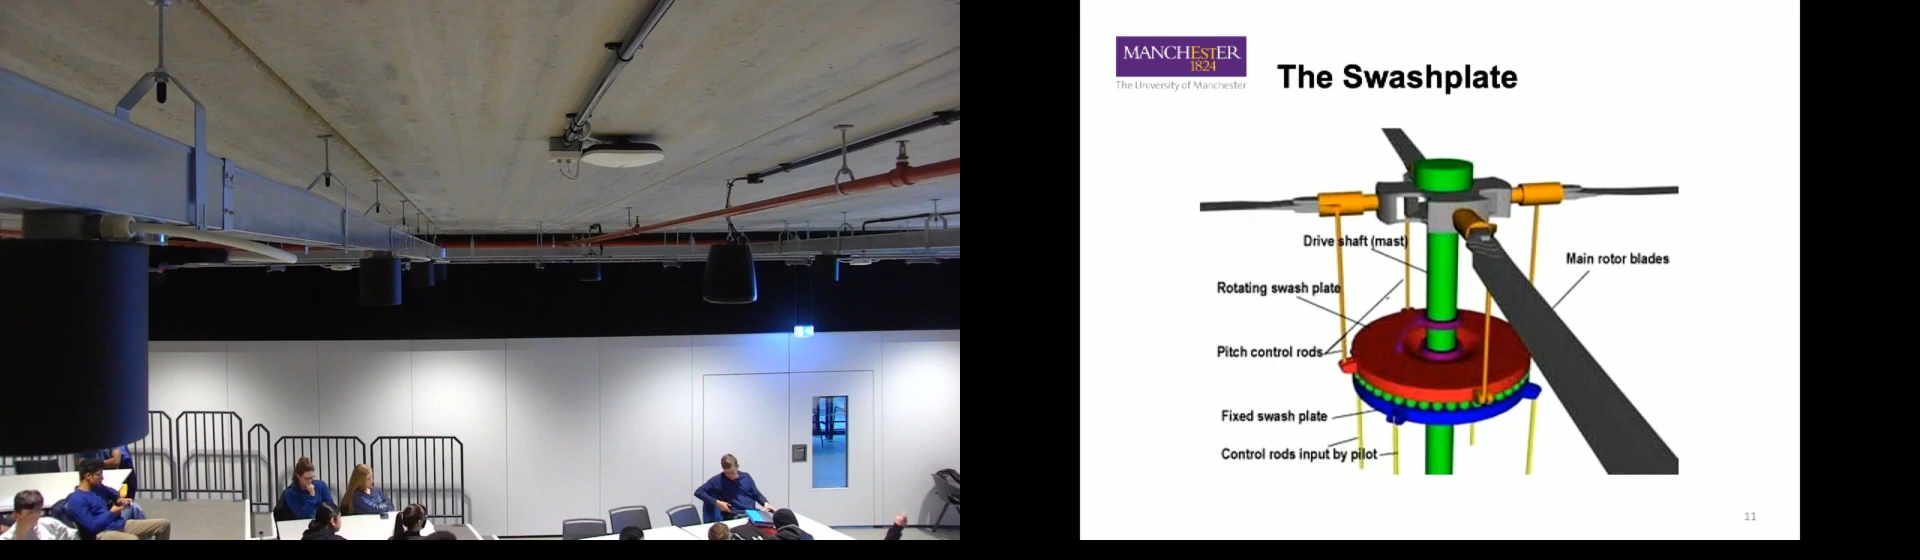 MANCHESTER
1824
The University of Manchester
The Swashplate
Drive shaft (mast)
Main rotor blades
Rotating swash plate
Pitch control rods
Fixed swash plate
Control rods input by pilot
11